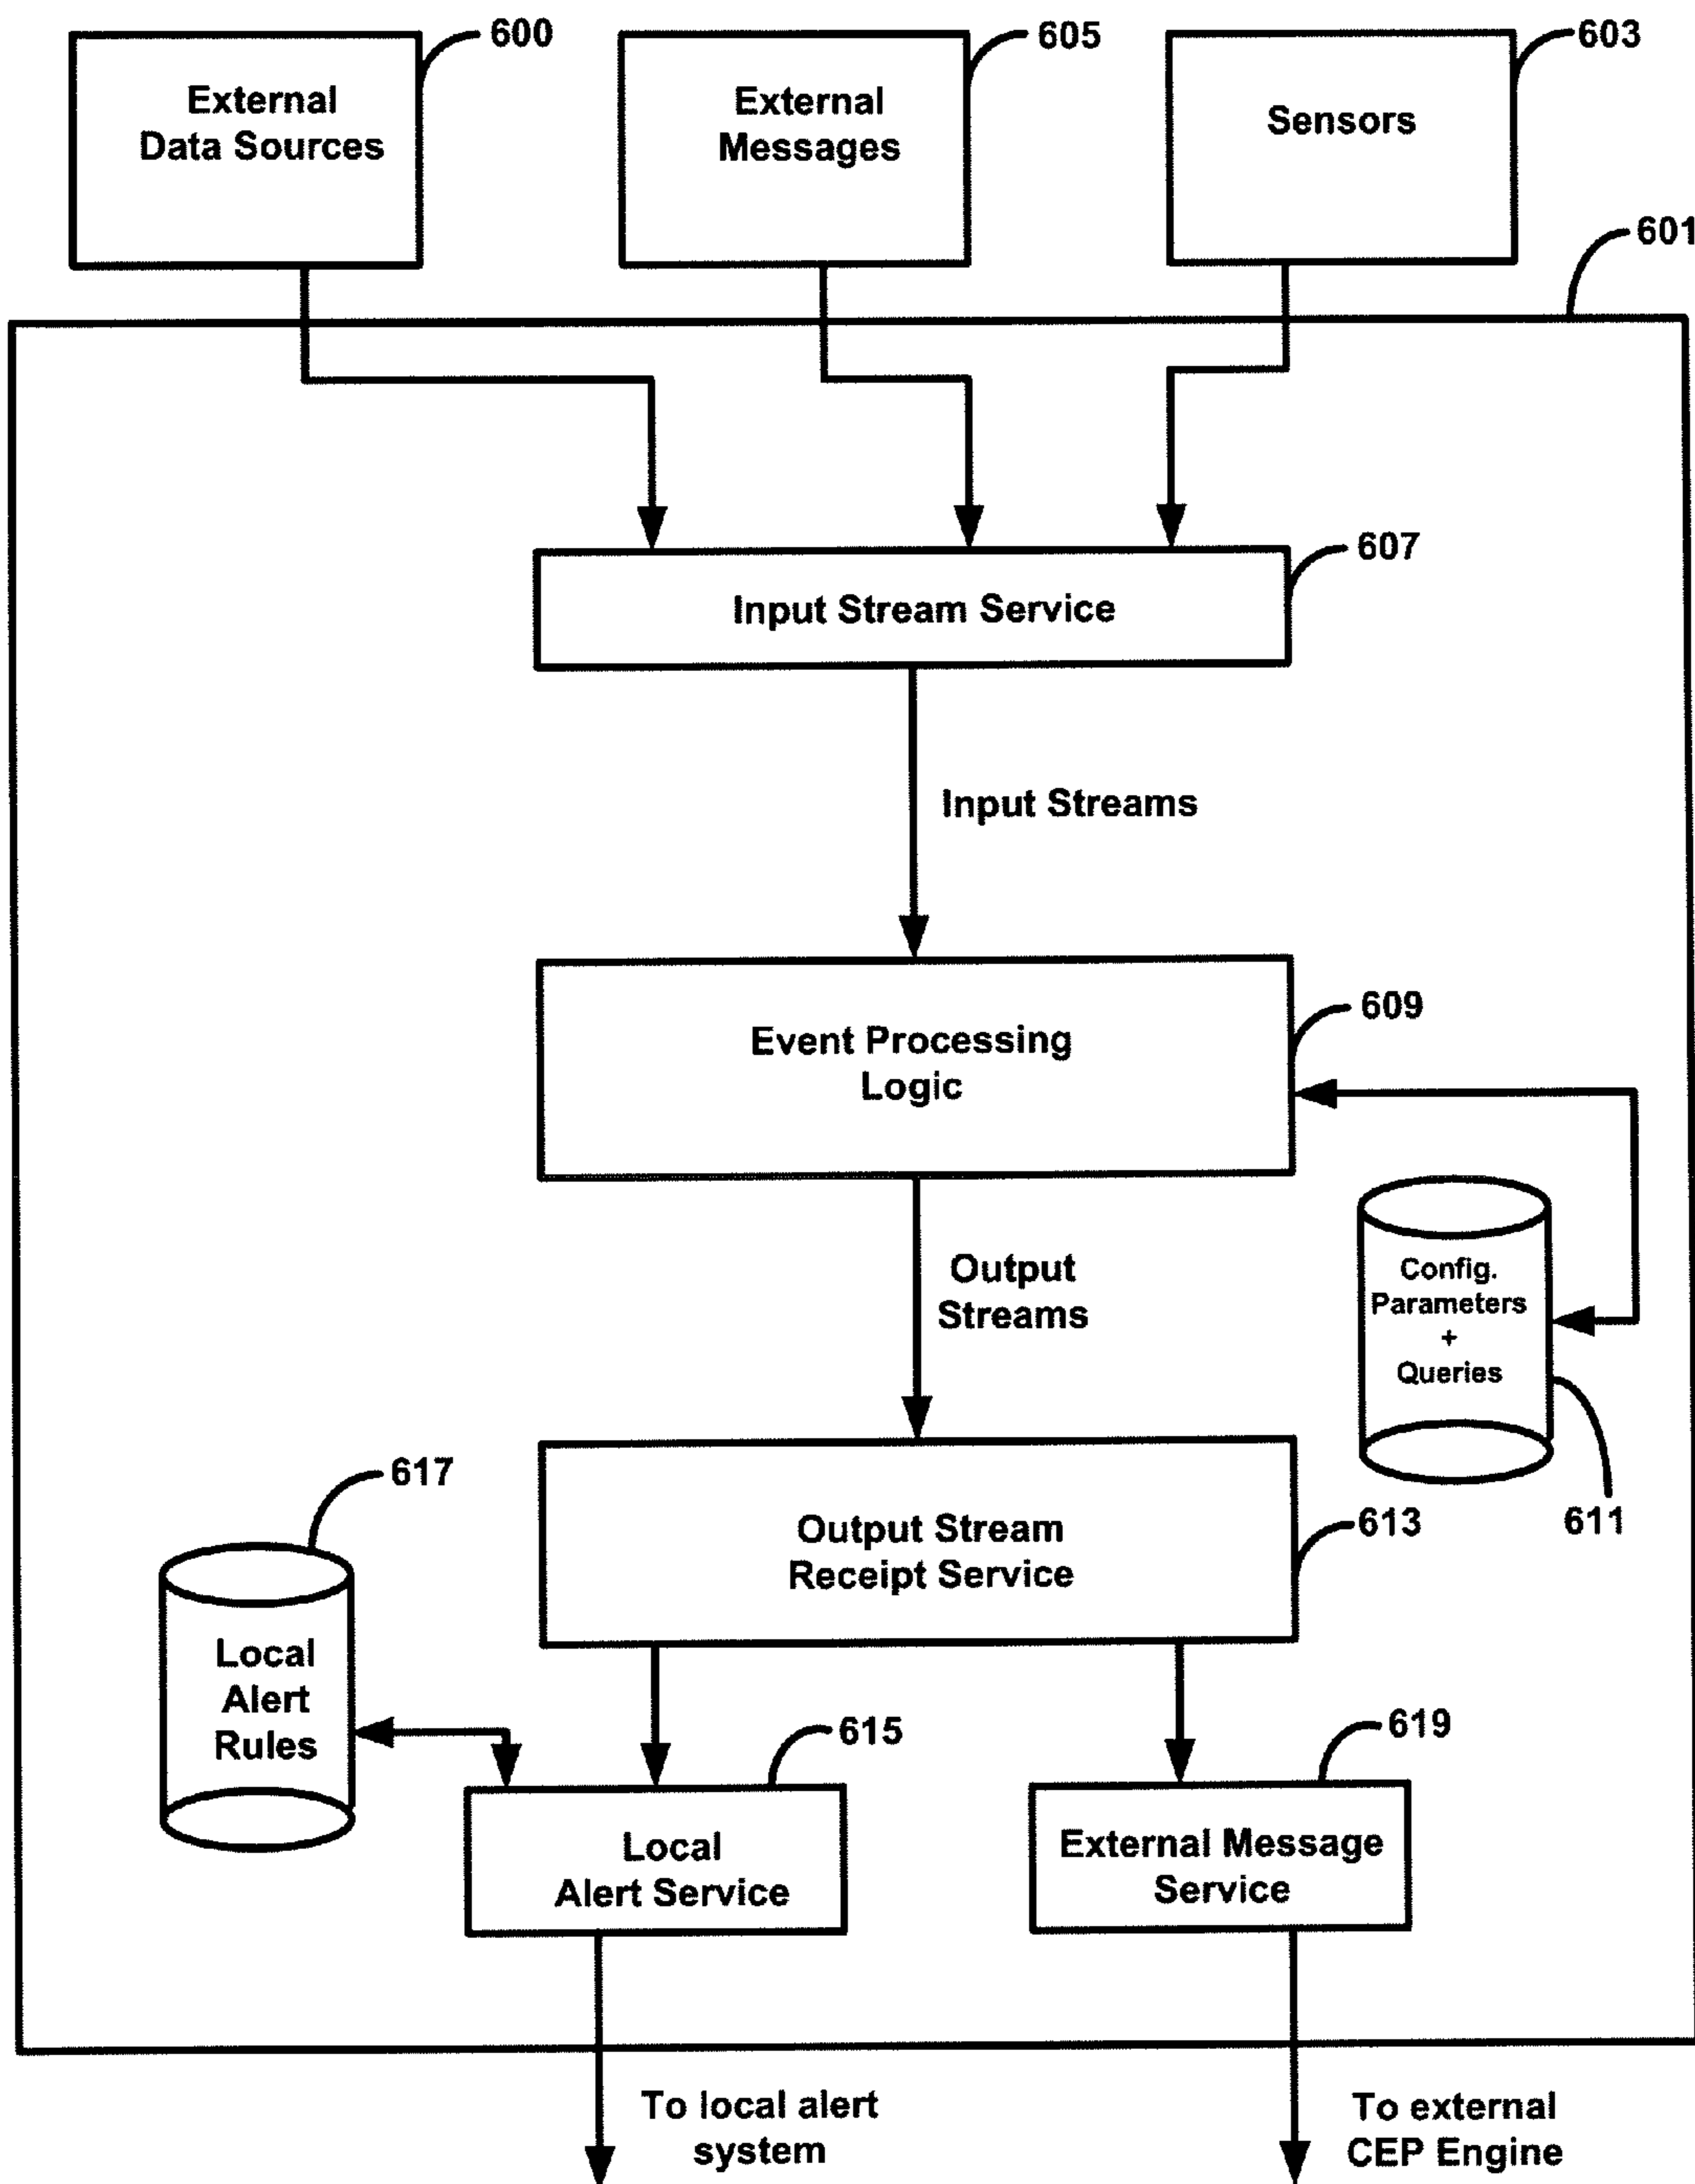 600
605
603
External
Data Sources
External
Messages
Sensors
601
607
Input Stream Service
Input Streams
609
Event Processing
Logic
Config.
Parameters
+
Queries
611
Output
Streams
617
613
Output Stream
Receipt Service
Local
Alert
Rules
615
619
Local
Alert Service
External Message
Service
To local alert
system
To external
CEP Engine